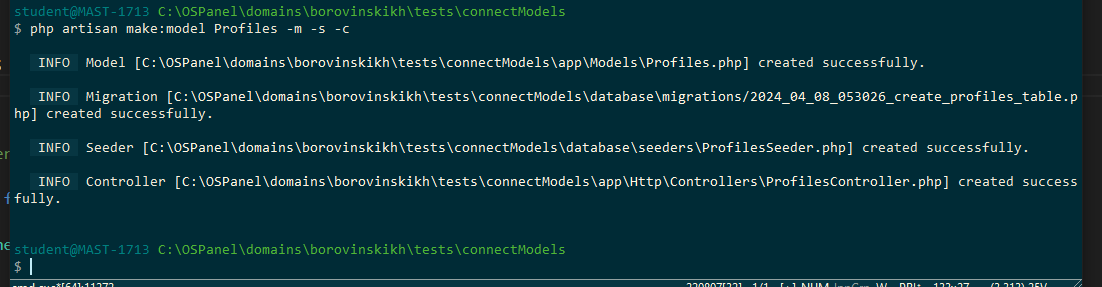 student@MAST-1713 C:\OSPanel\domains\borovinskikh\tests\connectModels
$ php artisan make:model Profiles -m -s -c
INFO Model [C:\OSPanel\domains\borovinskikh\tests\connectModels\app\Models\Profiles.php] created successfully.
INFO Migration [C:\OSPanel\domains\borovinskikh\tests\connectModels\database\migrations/2024_04_08_053026_create_profiles_table.p
hp] created successfully.
INFO Seeder [C:\OSPanel\domains\borovinskikh\tests\connectModels\database\seeders\ProfilesSeeder.php] created successfully.
INFO Controller [C:\OSPanel\domains\borovinskikh\tests\connectModels\app\Http\Controllers\ProfilesController.php] created success
fully.
student@MAST-1713 C:\OSPanel\domains\borovinskikh\tests\connectModels
$